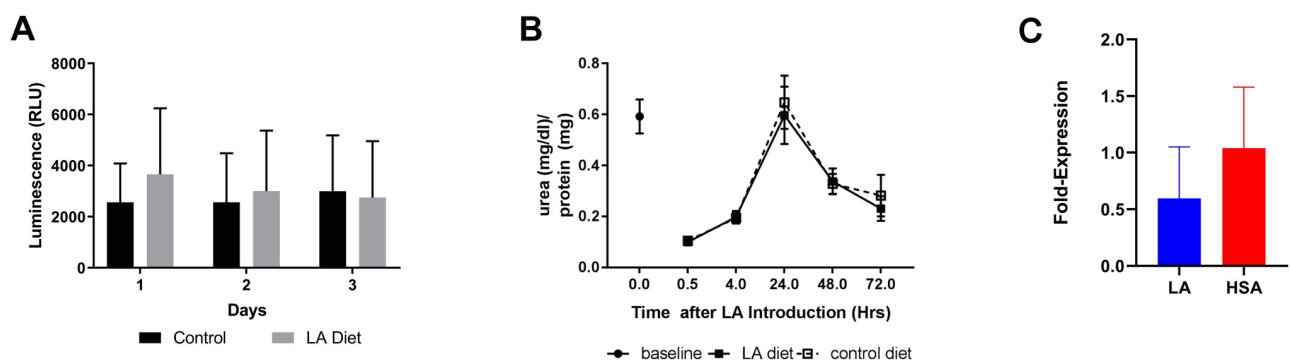 A
Luminescence (RLU)
8000
6000
4000
2000
0
1 2 3
Days
Control LA Diet
B
urea (mg/dl)/
protein (mg)
0.8
0.6
0.4
0.2
0.0
0.0 0.5 4.0 24.0 48.0 72.0
Time after LA Introduction (Hrs)
baseline LA diet control diet
C
Fold-Expression
2.0
1.5
1.0
0.5
0.0
LA HSA